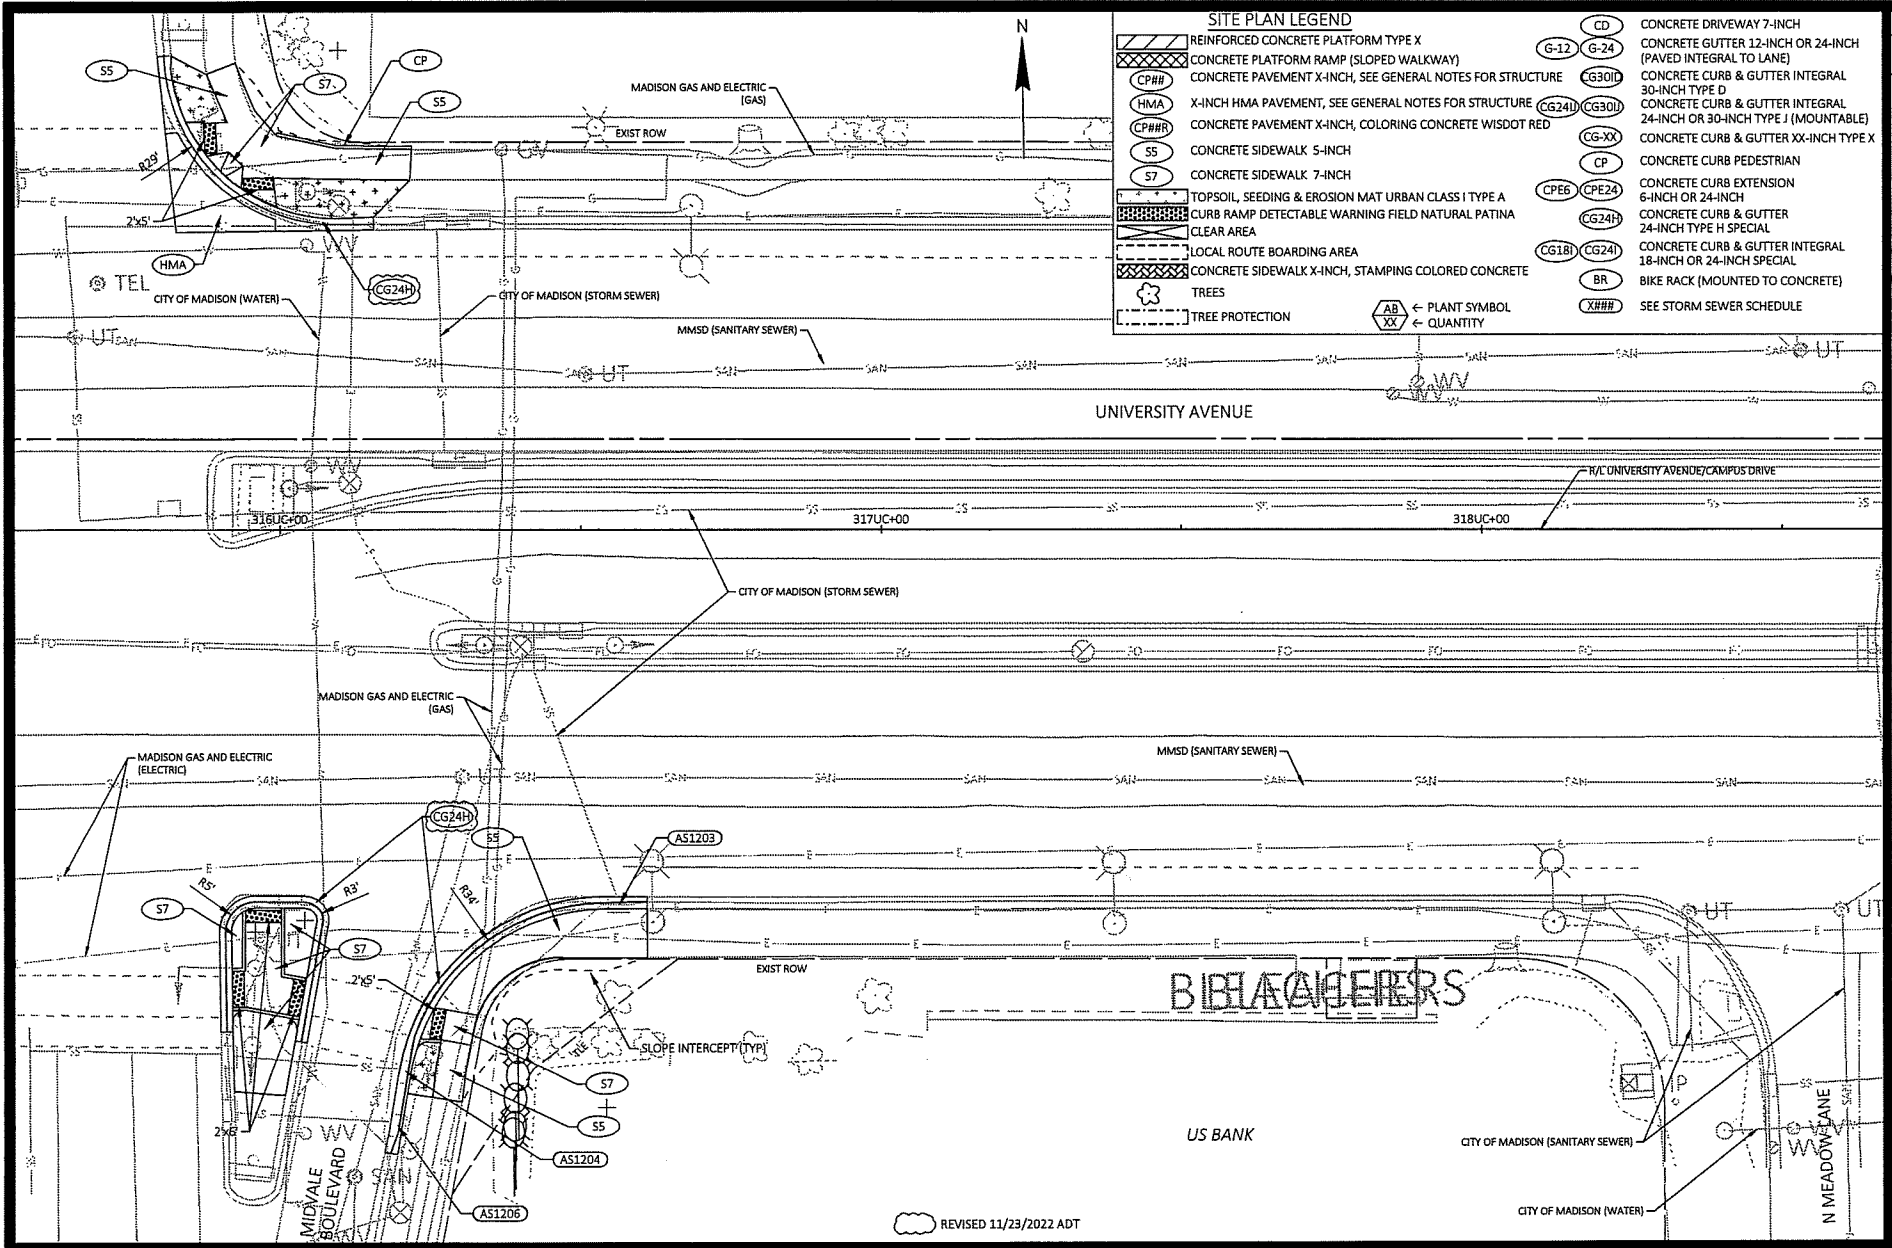 SITE PLAN LEGEND
REINFORCED CONCRETE PLATFORM TYPE X
CONCRETE PLATFORM RAMP (SLOPED WALKWAY)
CP## CONCRETE PAVEMENT X-INCH, SEE GENERAL NOTES FOR STRUCTURE
HMA X-INCH HMA PAVEMENT, SEE GENERAL NOTES FOR STRUCTURE
CP##R CONCRETE PAVEMENT X-INCH, COLORING CONCRETE WISDOT RED
S5 CONCRETE SIDEWALK 5-INCH
S7 CONCRETE SIDEWALK 7-INCH
TOPSOIL, SEEDING & EROSION MAT URBAN CLASS I TYPE A
CURB RAMP DETECTABLE WARNING FIELD NATURAL PATINA
CLEAR AREA
LOCAL ROUTE BOARDING AREA
CONCRETE SIDEWALK X-INCH, STAMPING COLORED CONCRETE
TREES
TREE PROTECTION
AB ← PLANT SYMBOL
XX ← QUANTITY
CD CONCRETE DRIVEWAY 7-INCH
G-12 G-24 CONCRETE GUTTER 12-INCH OR 24-INCH
(PAVED INTEGRAL TO LANE)
CG30ID CONCRETE CURB & GUTTER INTEGRAL
30-INCH TYPE D
CG24IJ CG30IJ CONCRETE CURB & GUTTER INTEGRAL
24-INCH OR 30-INCH TYPE J (MOUNTABLE)
CG-XX CONCRETE CURB & GUTTER XX-INCH TYPE X
CP CONCRETE CURB PEDESTRIAN
CPE6 CPE24 CONCRETE CURB EXTENSION
6-INCH OR 24-INCH
CG24H CONCRETE CURB & GUTTER
24-INCH TYPE H SPECIAL
CG18I CG24I CONCRETE CURB & GUTTER INTEGRAL
18-INCH OR 24-INCH SPECIAL
BR BIKE RACK (MOUNTED TO CONCRETE)
X### SEE STORM SEWER SCHEDULE
N
S5
S7
CP
S5
MADISON GAS AND ELECTRIC
(GAS)
EXIST ROW
GV
R29'
2'x5'
HMA
WV
TEL
CG24H
CITY OF MADISON (WATER)
CITY OF MADISON (STORM SEWER)
MMSD (SANITARY SEWER)
UT
UT
UT
WV
WV
UNIVERSITY AVENUE
WV
R/L UNIVERSITY AVENUE/CAMPUS DRIVE
316UC+00
317UC+00
318UC+00
CITY OF MADISON (STORM SEWER)
MADISON GAS AND ELECTRIC
(GAS)
MADISON GAS AND ELECTRIC
(ELECTRIC)
MMSD (SANITARY SEWER)
CG24H
S5
AS1203
R5'
R3'
R34'
S7
S7
UT
UT
EXIST ROW
2'x5'
SLOPE INTERCEPT (TYP)
TLE
S7
S5
AS1204
AS1206
WV
SAN
MIDVALE
BOULEVARD
WV
US BANK
P
CITY OF MADISON (SANITARY SEWER)
WV
CITY OF MADISON (WATER)
N MEADOW LANE
REVISED 11/23/2022 ADT